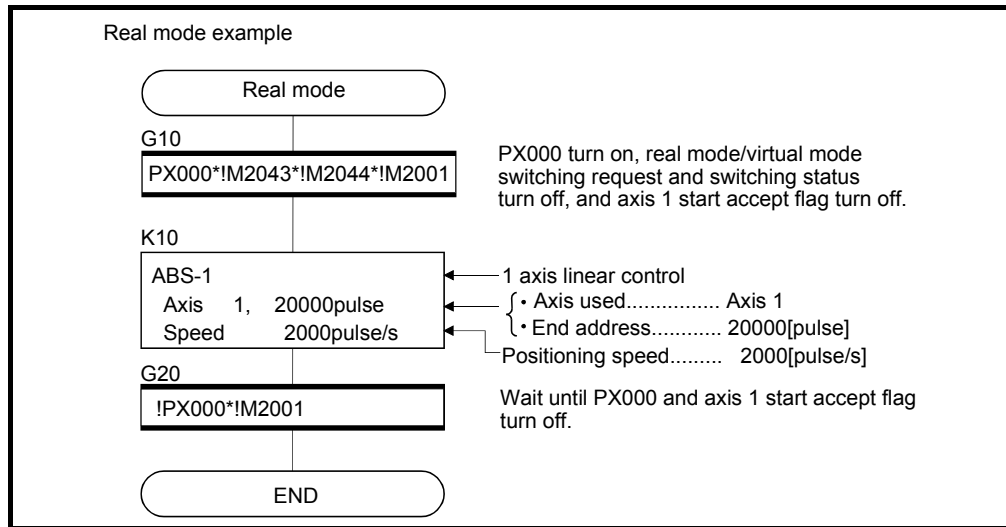 Real mode example
Real mode
G10
PX000*!M2043*!M2044*!M2001
PX000 turn on, real mode/virtual mode
switching request and switching status
turn off, and axis 1 start accept flag turn off.
K10
ABS-1
Axis 1, 20000pulse
Speed 2000pulse/s
1 axis linear control
• Axis used................ Axis 1
• End address............ 20000[pulse]
Positioning speed......... 2000[pulse/s]
G20
!PX000*!M2001
Wait until PX000 and axis 1 start accept flag
turn off.
END